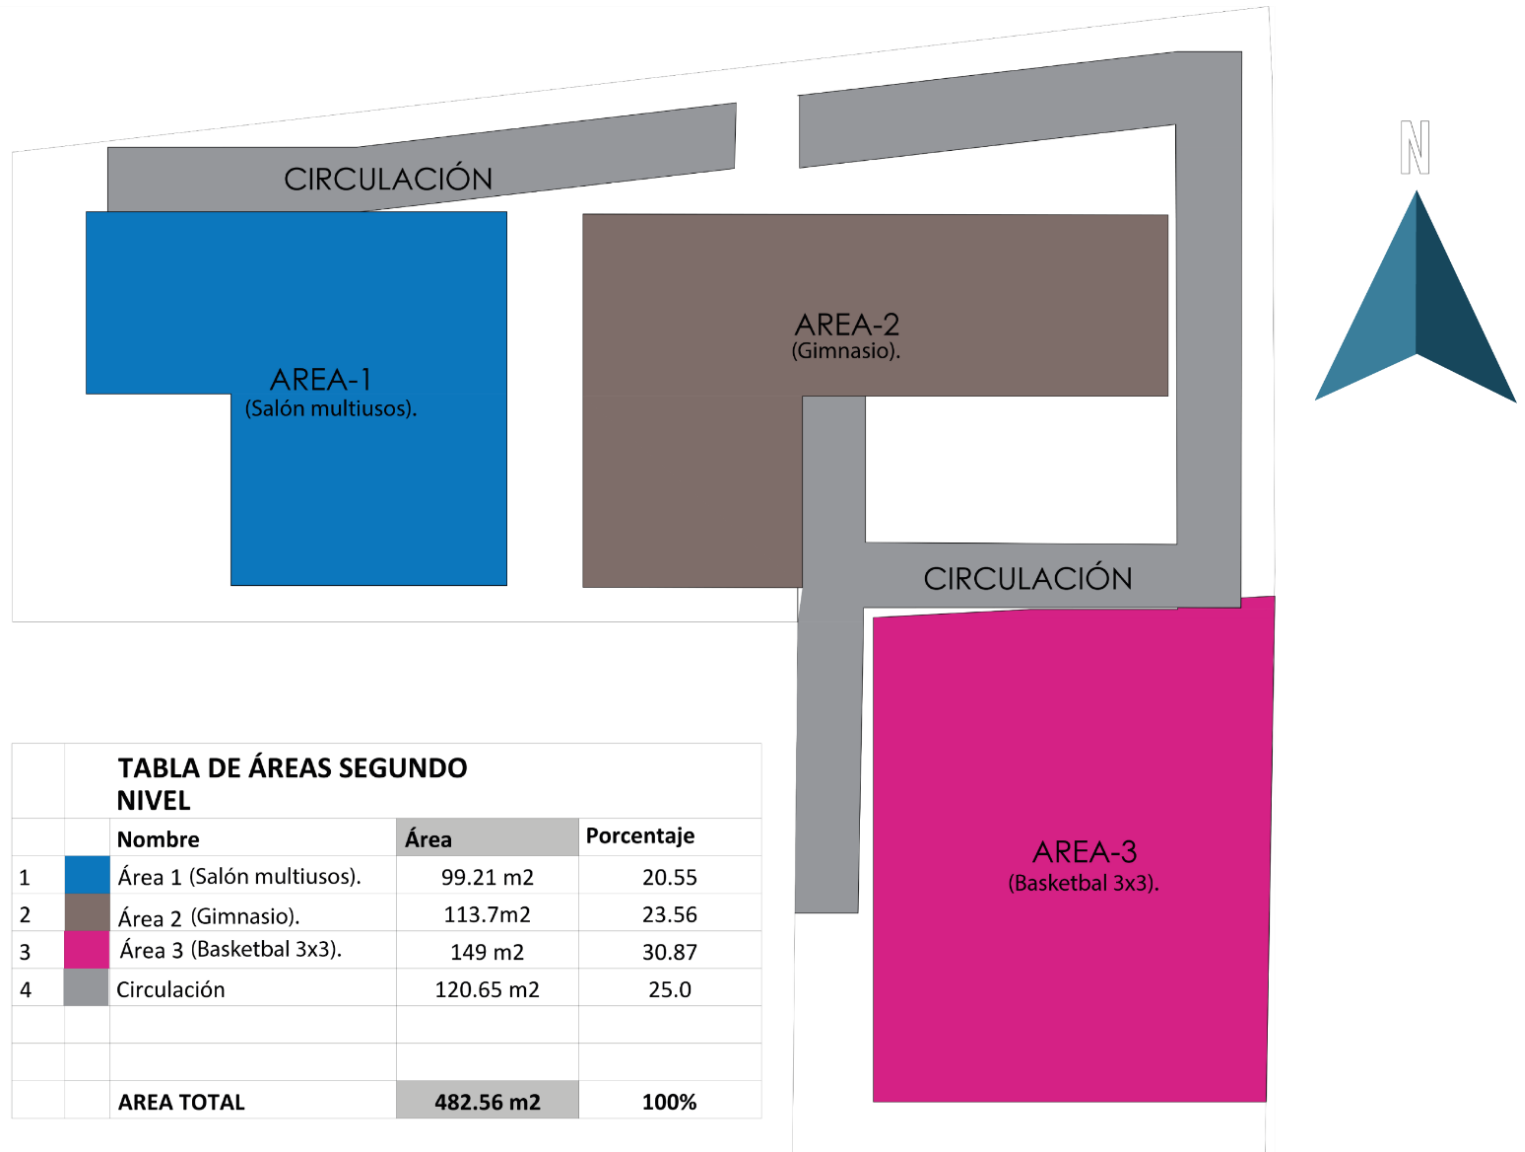 N
CIRCULACIÓN
AREA-2
(Gimnasio).
AREA-1
(Salón multiusos).
CIRCULACIÓN
AREA-3
(Basketbal 3x3).
TABLA DE ÁREAS SEGUNDO
NIVEL
Nombre Área Porcentaje
1 Área 1 (Salón multiusos). 99.21 m2 20.55
2 Área 2 (Gimnasio). 113.7m2 23.56
3 Área 3 (Basketbal 3x3). 149 m2 30.87
4 Circulación 120.65 m2 25.0
AREA TOTAL 482.56 m2 100%